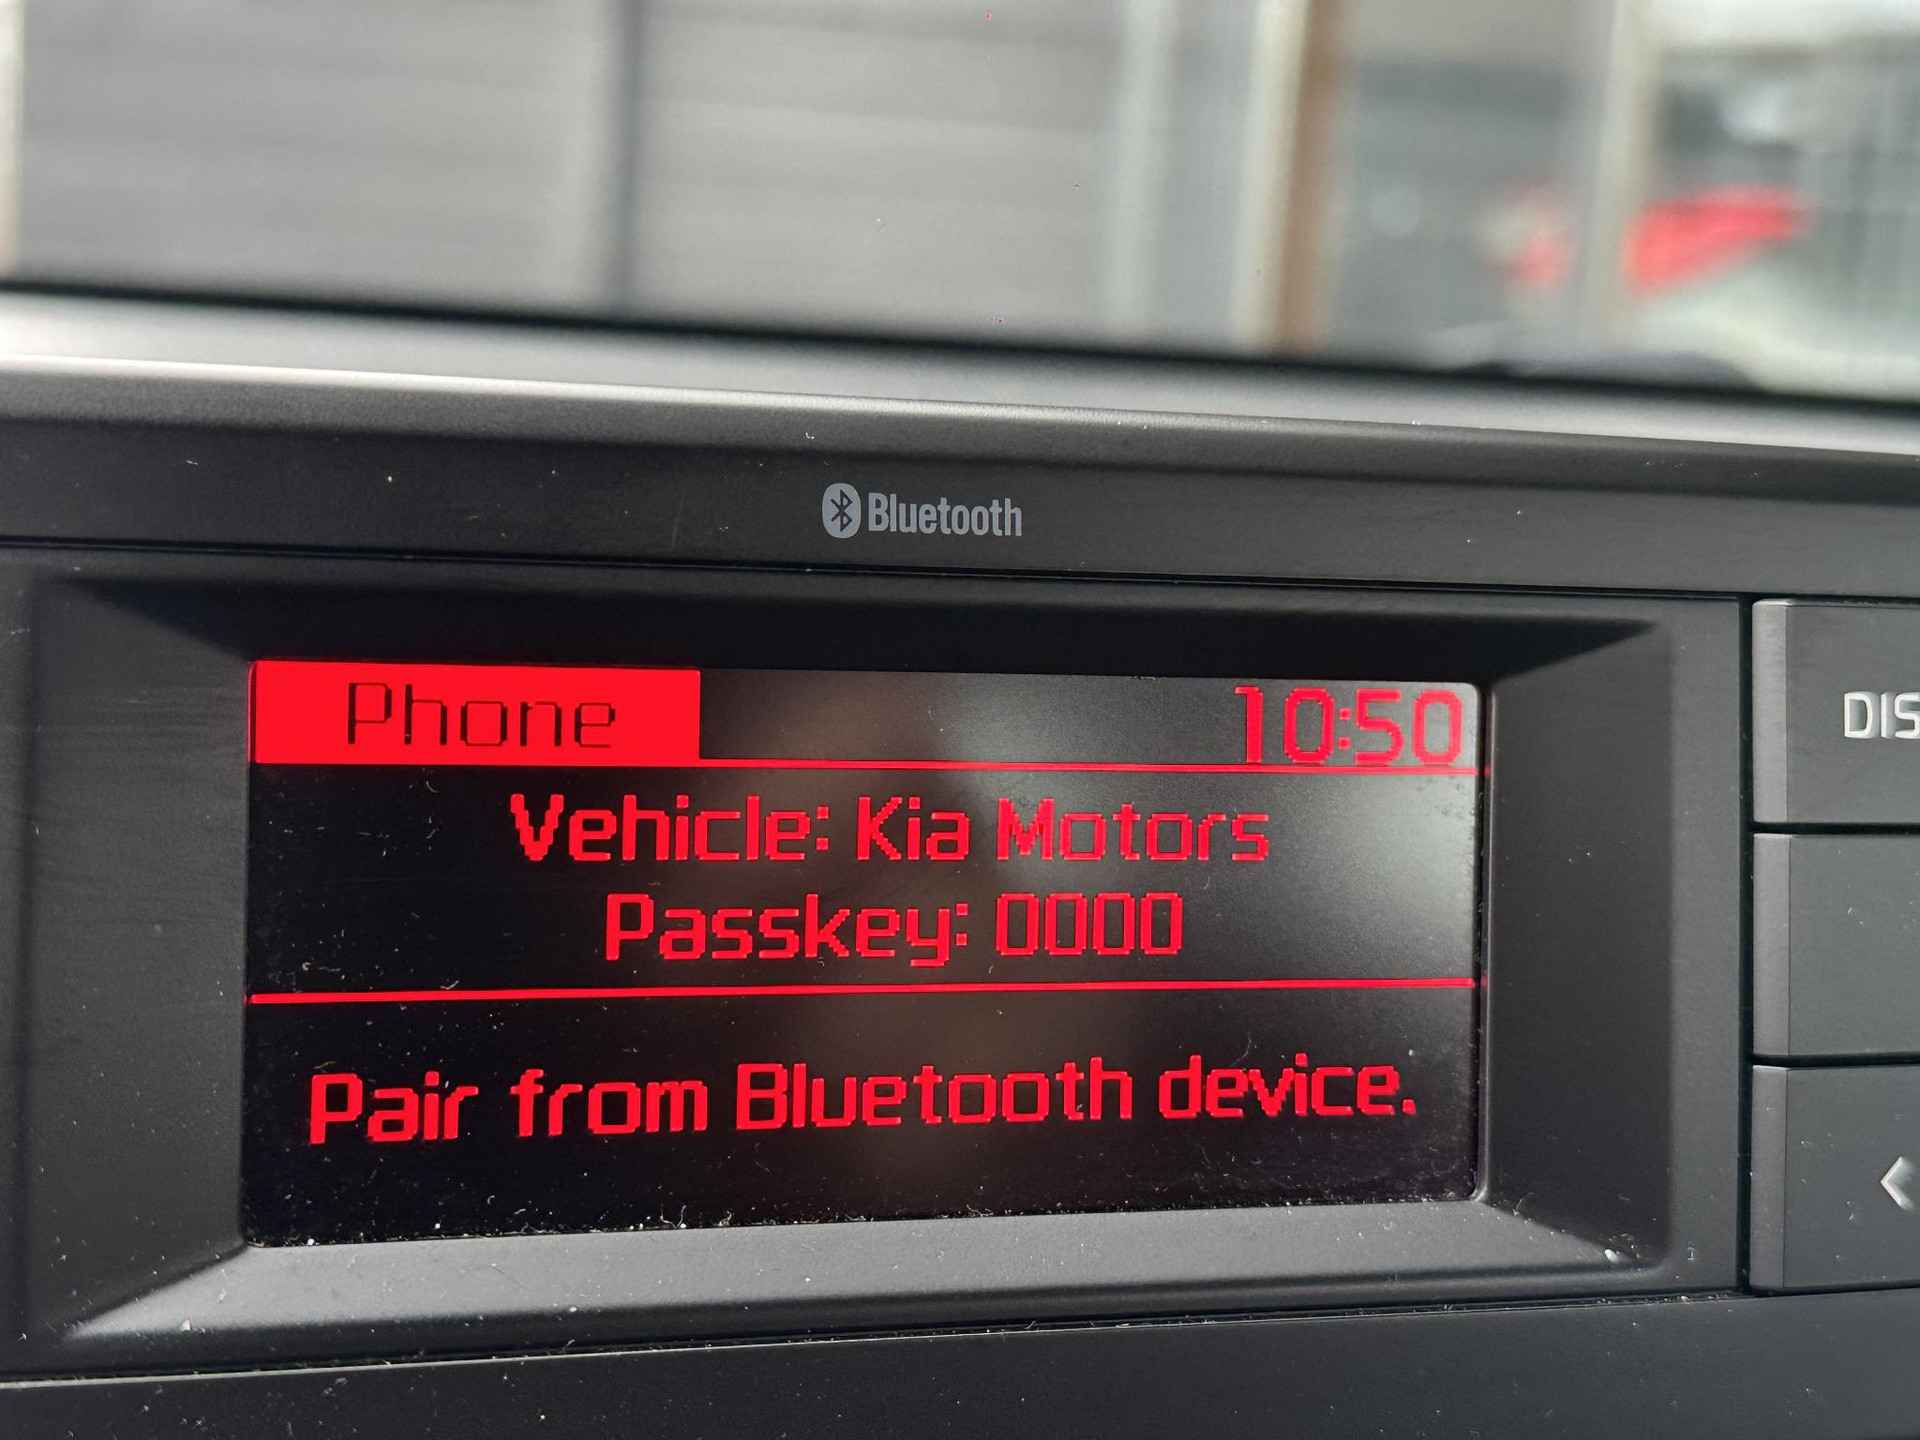 Bluetooth
Phone 10:50
Vehicle: Kia Motors
Passkey: 0000
Pair from Bluetooth device.
DIS
<